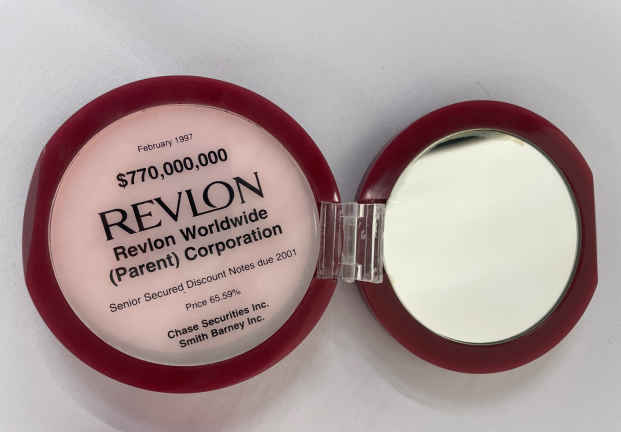 February 1997
$770,000,000
REVLON
Revlon Worldwide
(Parent) Corporation
Senior Secured Discount Notes due 2001
Price 65.59%
Chase Securities Inc.
Smith Barney Inc.